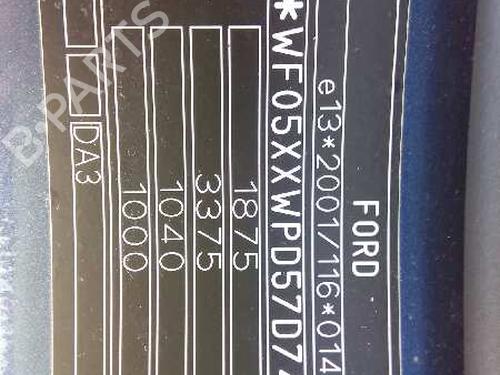 FORD
e13*2001/116*014
*WF05XXWPD57D7
1875
3375
1040
1000
DA3
B-PARTS